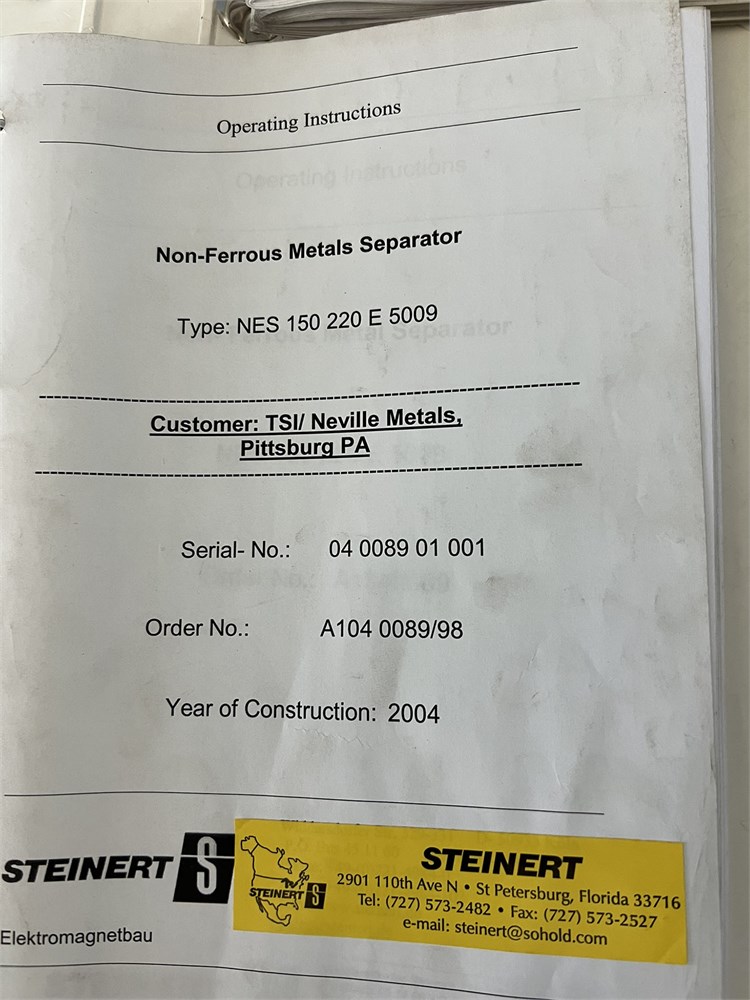 Operating Instructions
Non-Ferrous Metals Separator
Type: NES 150 220 E 5009
Customer: TSI/ Neville Metals,
Pittsburg PA
Serial- No.: 04 0089 01 001
Order No.: A104 0089/98
Year of Construction: 2004
STEINERT S
Elektromagnetbau
STEINERT S
STEINERT
2901 110th Ave N • St Petersburg, Florida 33716
Tel: (727) 573-2482 • Fax: (727) 573-2527
e-mail: steinert@sohold.com